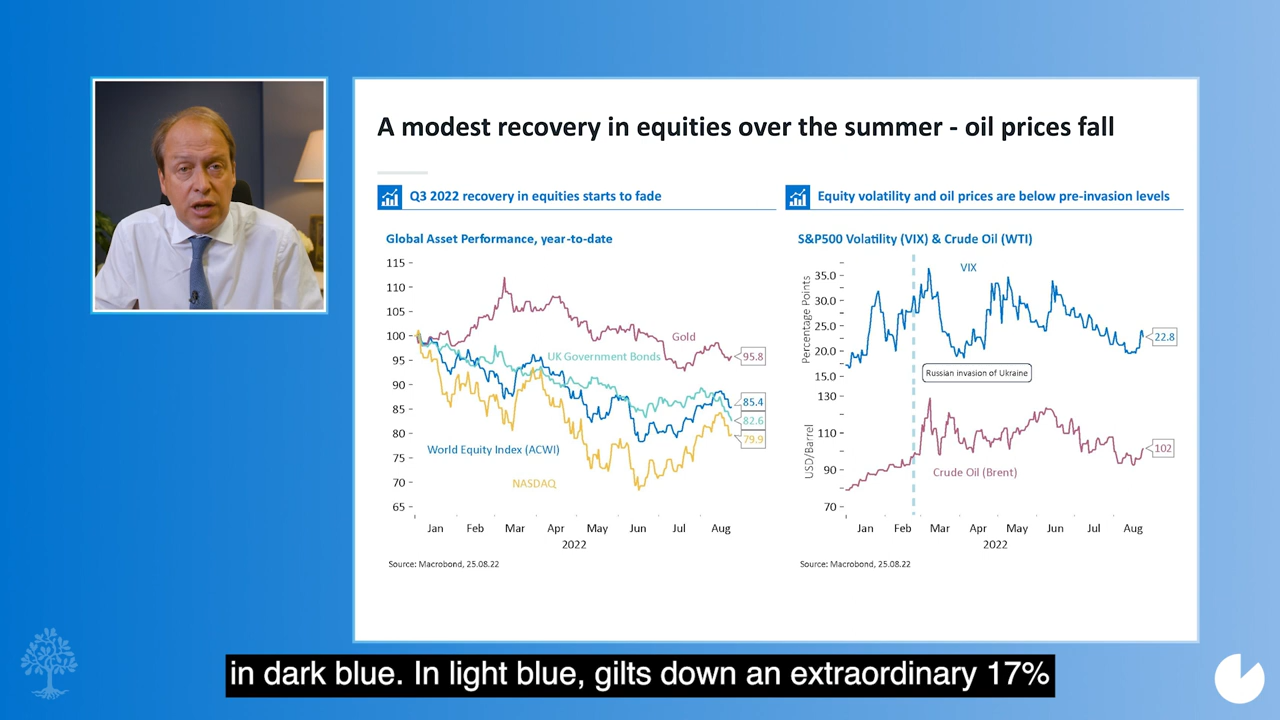 A modest recovery in equities over the summer - oil prices fall
Q3 2022 recovery in equities starts to fade
Global Asset Performance, year-to-date
115
110
105
100
95
90
85
80
75
70
65
Gold
UK Government Bonds
World Equity Index (ACWI)
NASDAQ
95.8
85.4
82.6
79.9
Jan Feb Mar Apr May Jun Jul Aug
2022
Source: Macrobond, 25.08.22
Equity volatility and oil prices are below pre-invasion levels
S&P500 Volatility (VIX) & Crude Oil (WTI)
Percentage Points
35.0
30.0
25.0
20.0
15.0
VIX
22.8
Russian invasion of Ukraine
USD/Barrel
130
110
90
70
Crude Oil (Brent)
102
Jan Feb Mar Apr May Jun Jul Aug
2022
Source: Macrobond, 25.08.22
in dark blue. In light blue, gilts down an extraordinary 17%